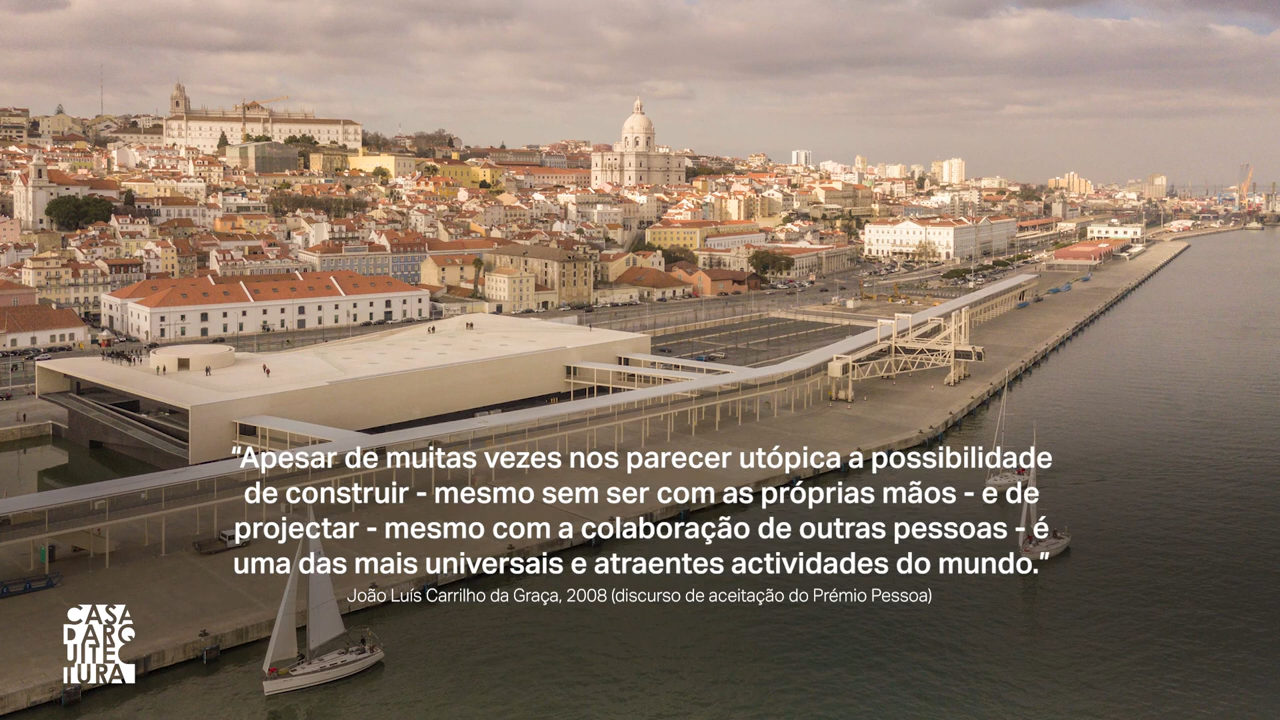 “Apesar de muitas vezes nos parecer utópica a possibilidade
de construir - mesmo sem ser com as próprias mãos - e de
projectar - mesmo com a colaboração de outras pessoas - é
uma das mais universais e atraentes actividades do mundo.”
João Luís Carrilho da Graça, 2008 (discurso de aceitação do Prémio Pessoa)
CASA
DARQ
UITEC
TURA